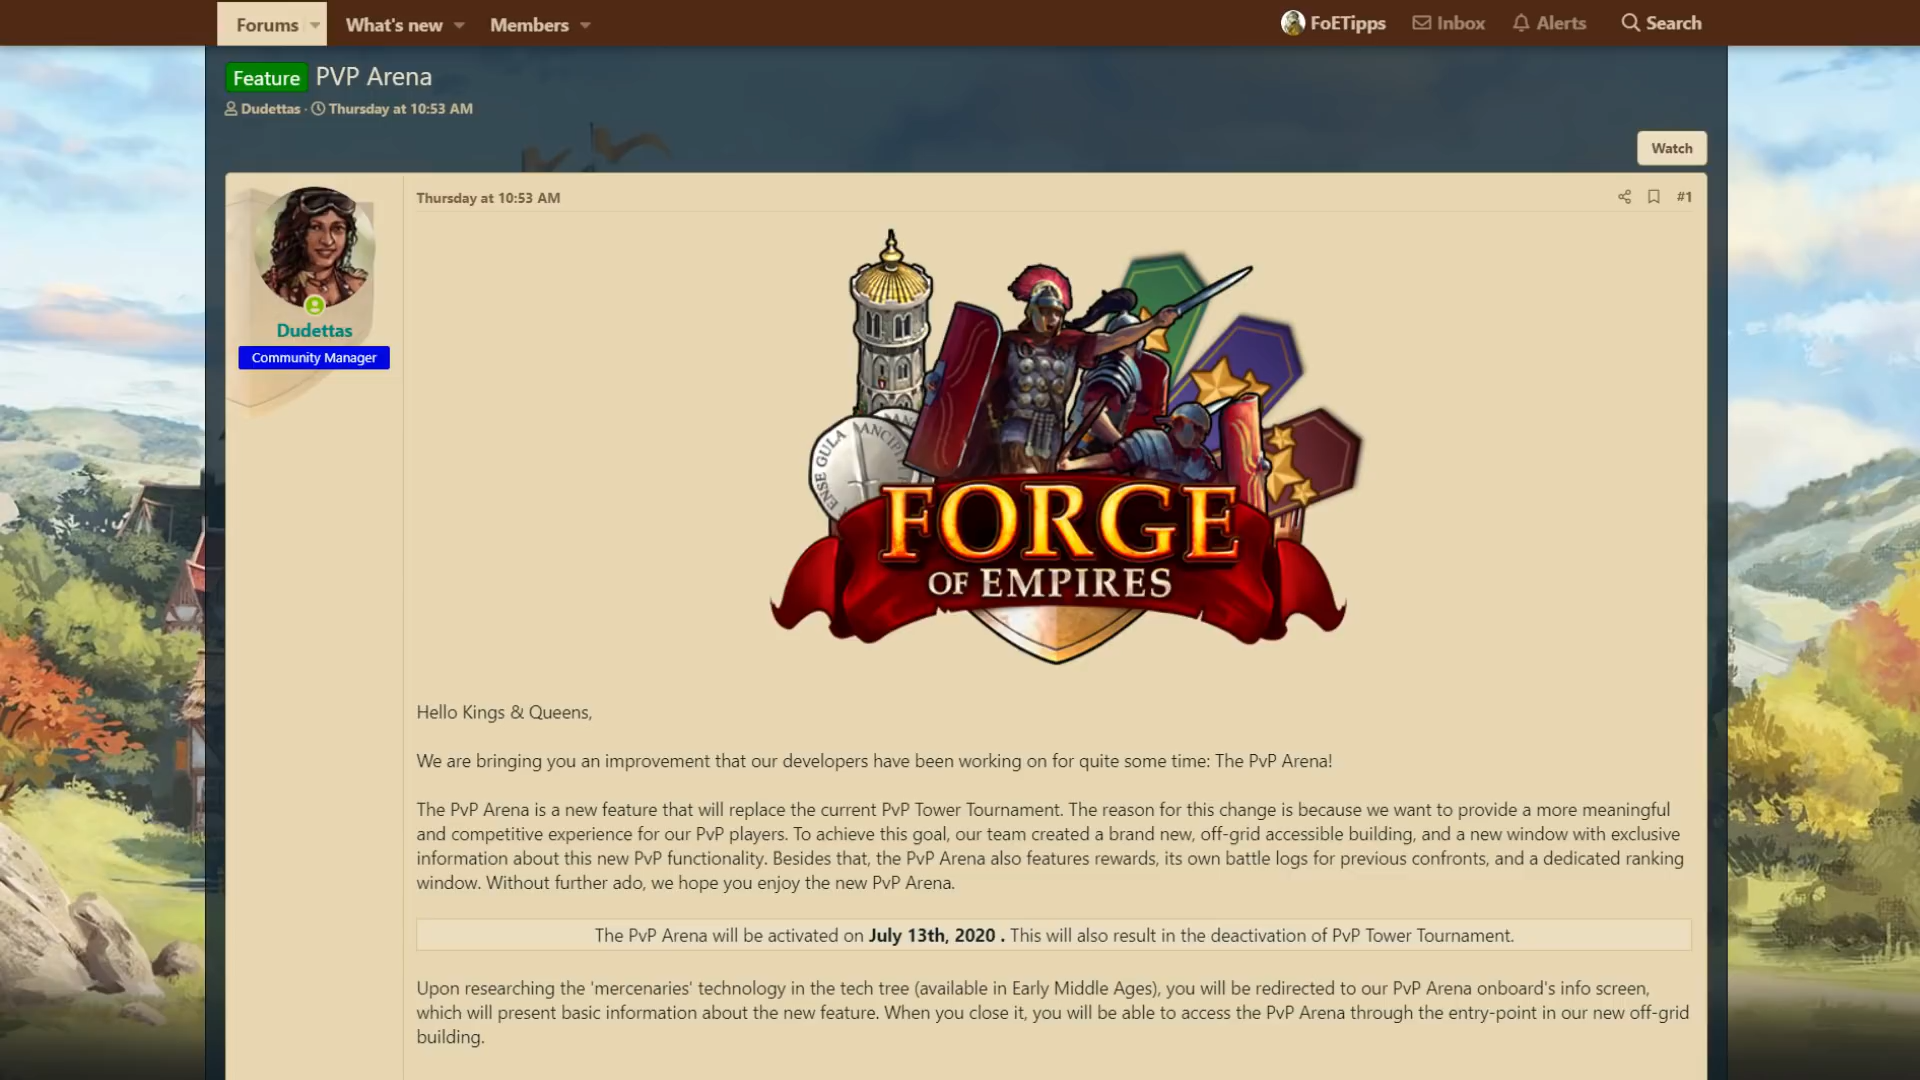 Forums What's new Members FoETipps Inbox Alerts Search
Feature PVP Arena
Dudettas · Thursday at 10:53 AM
Watch
Thursday at 10:53 AM #1
Dudettas
Community Manager
ENSE GULA
ANCIP
FORGE
OF EMPIRES
Hello Kings & Queens,
We are bringing you an improvement that our developers have been working on for quite some time: The PvP Arena!
The PvP Arena is a new feature that will replace the current PvP Tower Tournament. The reason for this change is because we want to provide a more meaningful
and competitive experience for our PvP players. To achieve this goal, our team created a brand new, off-grid accessible building, and a new window with exclusive
information about this new PvP functionality. Besides that, the PvP Arena also features rewards, its own battle logs for previous confronts, and a dedicated ranking
window. Without further ado, we hope you enjoy the new PvP Arena.
The PvP Arena will be activated on July 13th, 2020 . This will also result in the deactivation of PvP Tower Tournament.
Upon researching the 'mercenaries' technology in the tech tree (available in Early Middle Ages), you will be redirected to our PvP Arena onboard's info screen,
which will present basic information about the new feature. When you close it, you will be able to access the PvP Arena through the entry-point in our new off-grid
building.